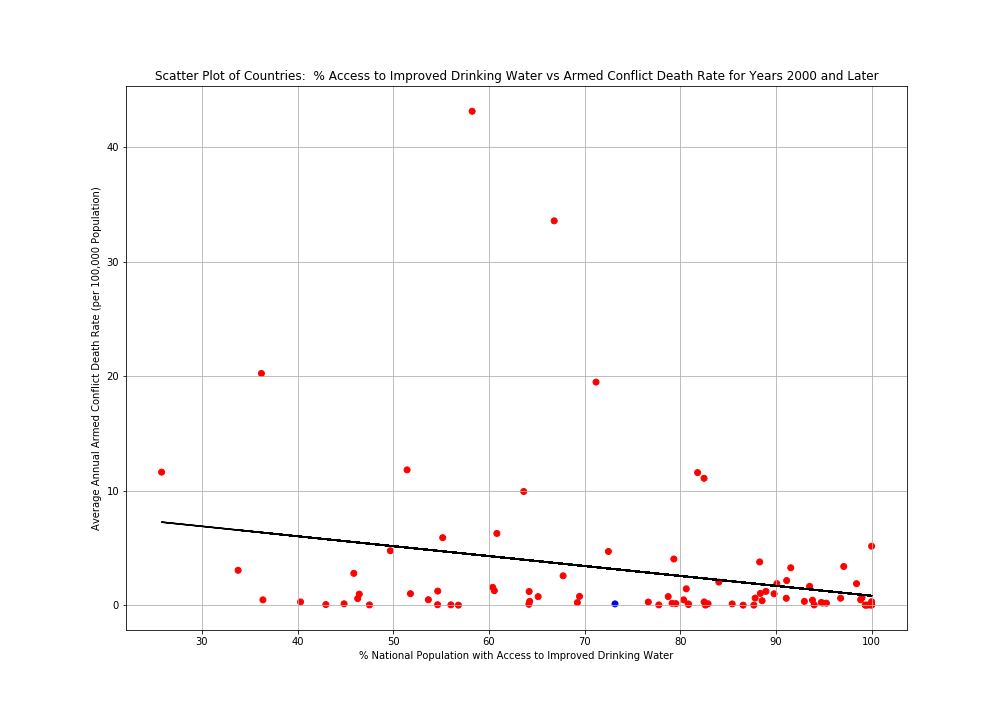 Scatter Plot of Countries:  % Access to Improved Drinking Water vs Armed Conflict Death Rate for Years 2000 and Later
Average Annual Armed Conflict Death Rate (per 100,000 Population)
40
30
20
10
0
30 40 50 60 70 80 90 100
% National Population with Access to Improved Drinking Water